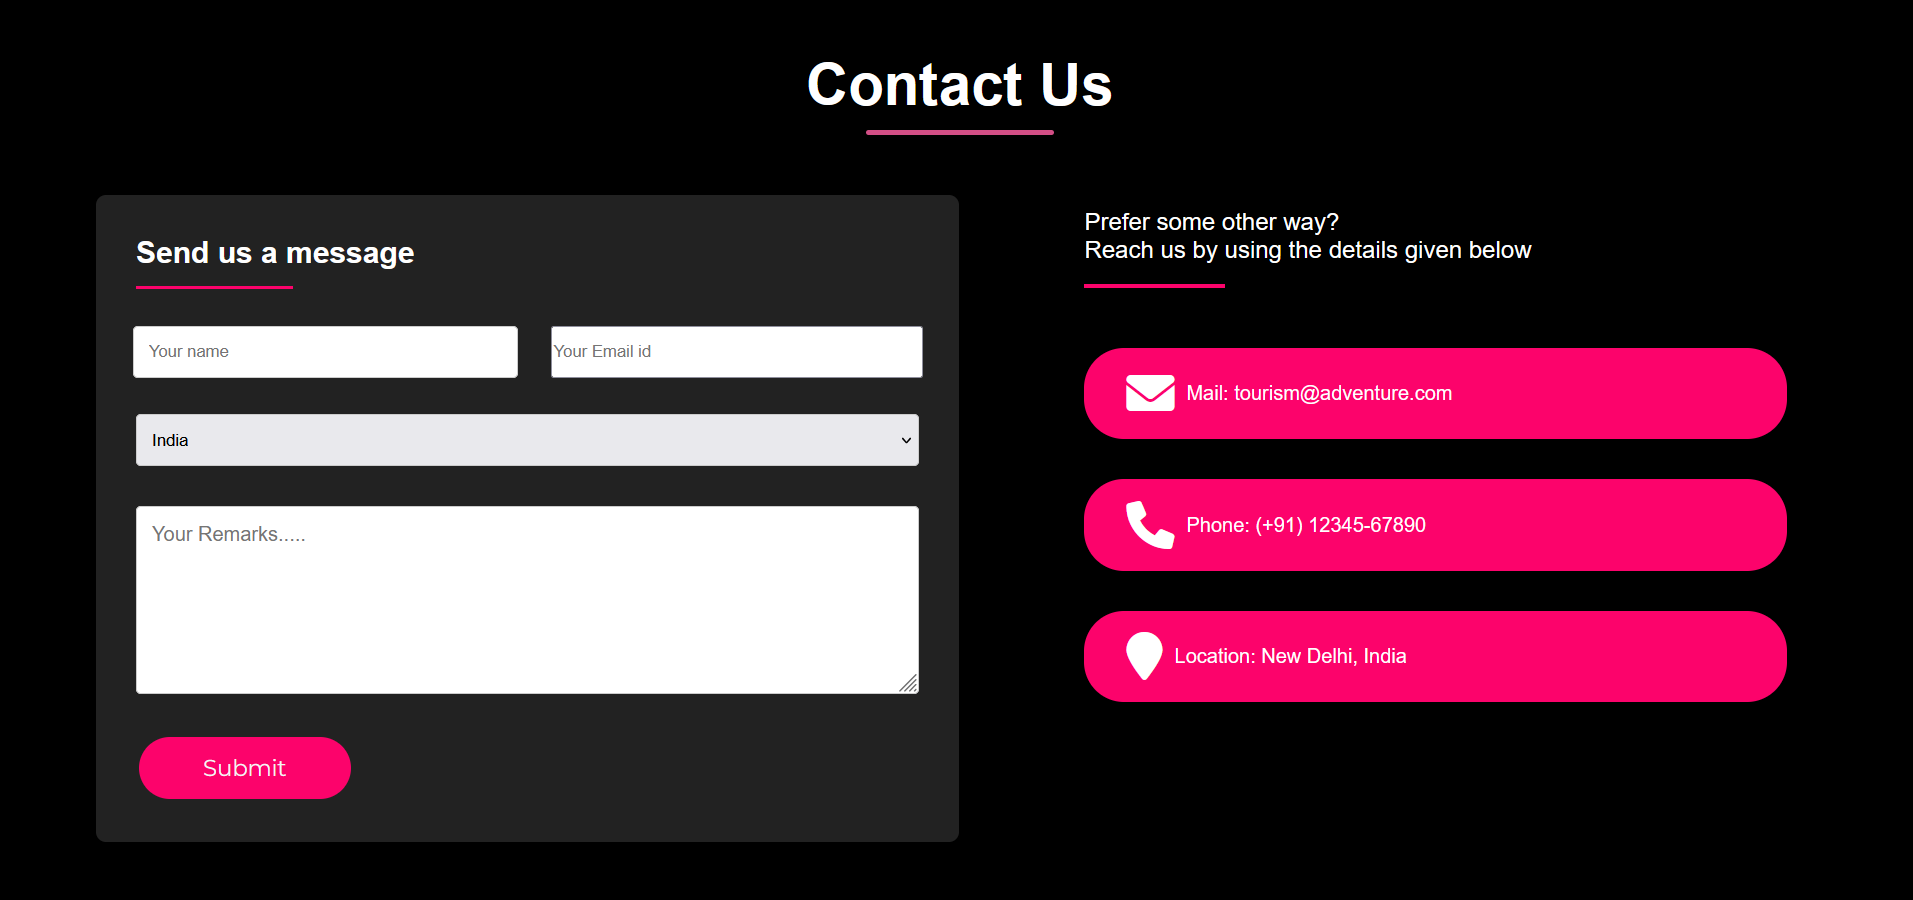 Contact Us
Send us a message
Your name
Your Email id
India
Your Remarks.....
Submit
Prefer some other way?
Reach us by using the details given below
Mail: tourism@adventure.com
Phone: (+91) 12345-67890
Location: New Delhi, India